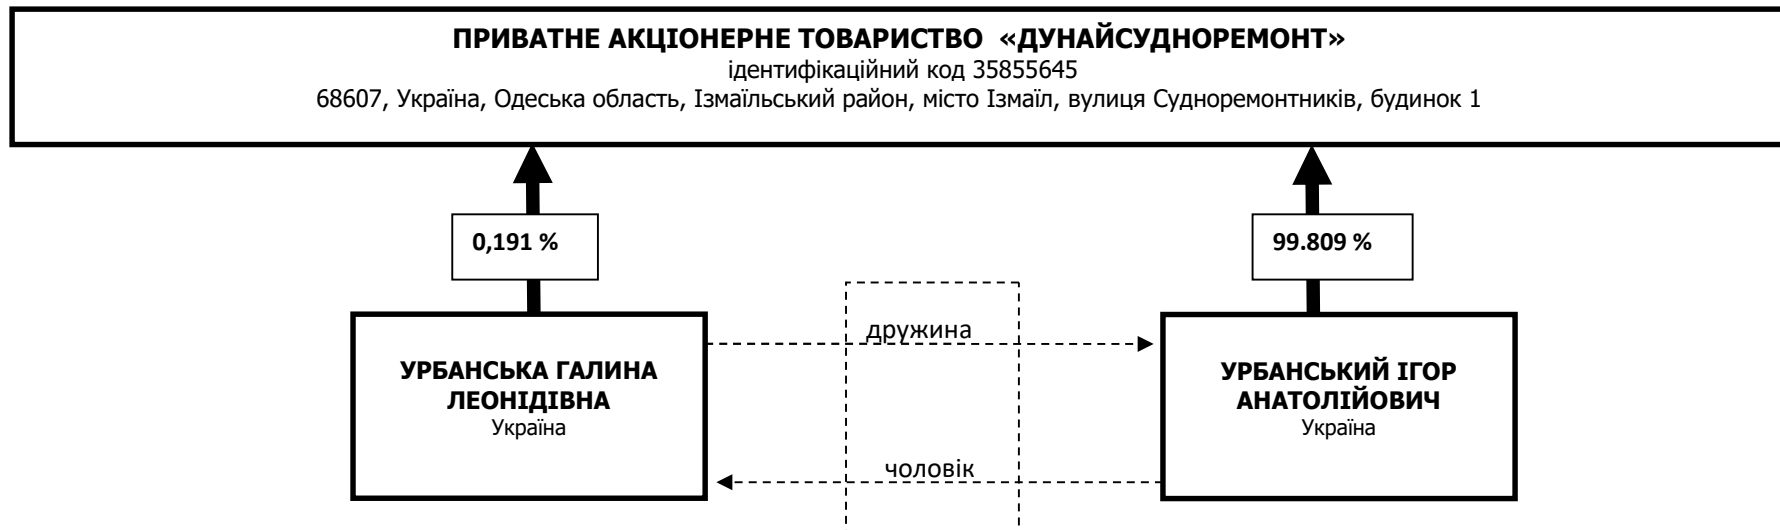 ПРИВАТНЕ АКЦІОНЕРНЕ ТОВАРИСТВО «ДУНАЙСУДНОРЕМОНТ»
ідентифікаційний код 35855645
68607, Україна, Одеська область, Ізмаїльський район, місто Ізмаїл, вулиця Судноремонтників, будинок 1
0,191 %
99.809 %
дружина
УРБАНСЬКА ГАЛИНА
ЛЕОНІДІВНА
Україна
УРБАНСЬКИЙ ІГОР
АНАТОЛІЙОВИЧ
Україна
чоловік